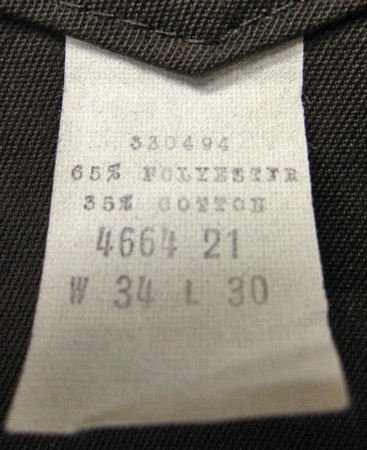 330494
65% POLYESTER
35% COTTON
4664 21
W 34 L 30